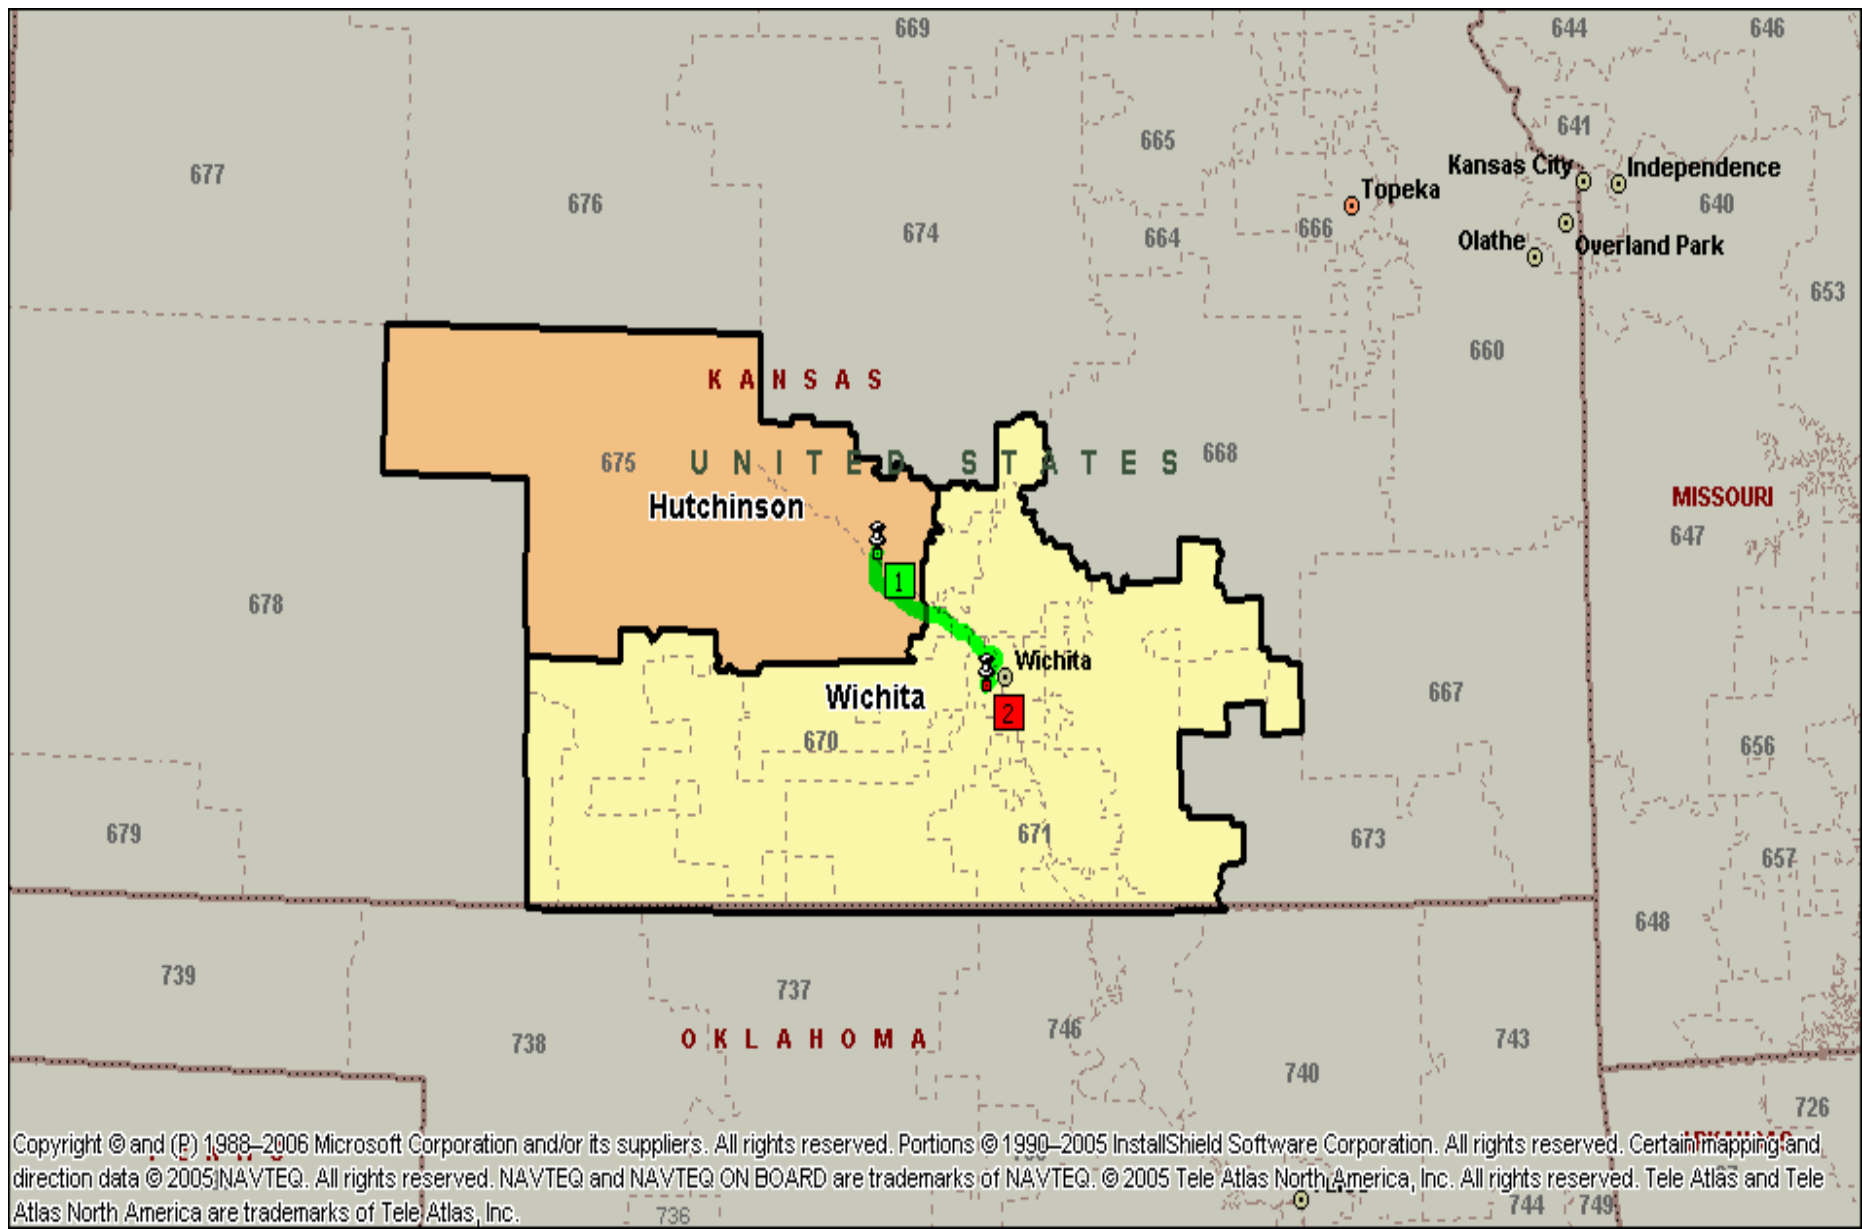 669
644
646
641
665
677
676
674
664
666
Topeka
Kansas City
Independence
640
Olathe
Overland Park
653
660
KANSAS
675
UNITED STATES
668
Hutchinson
MISSOURI
647
1
678
Wichita
Wichita
2
667
670
656
679
671
673
657
648
739
737
738
OKLAHOMA
746
743
740
726
Copyright © and (P) 1988–2006 Microsoft Corporation and/or its suppliers. All rights reserved. Portions © 1990–2005 InstallShield Software Corporation. All rights reserved. Certain mapping and
direction data © 2005 NAVTEQ. All rights reserved. NAVTEQ and NAVTEQ ON BOARD are trademarks of NAVTEQ. © 2005 Tele Atlas North America, Inc. All rights reserved. Tele Atlas and Tele
Atlas North America are trademarks of Tele Atlas, Inc.
736
744
749